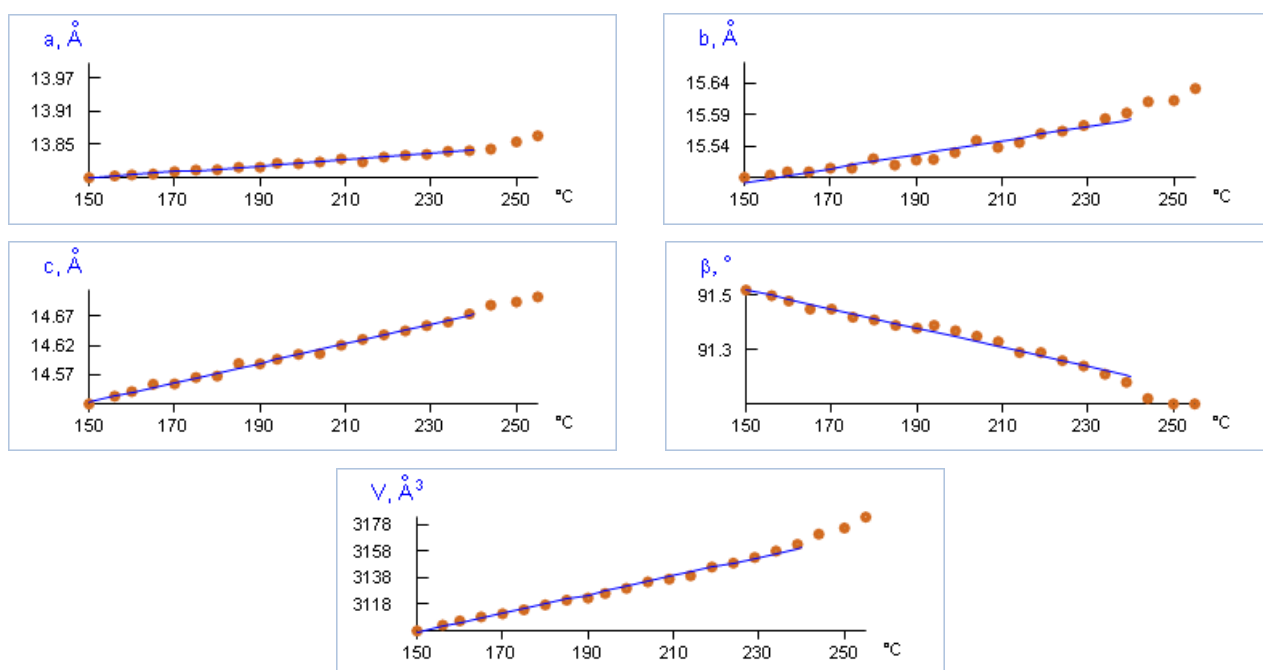 a, Å
13.97
13.91
13.85
150 170 190 210 230 250 °C
b, Å
15.64
15.59
15.54
150 170 190 210 230 250 °C
c, Å
14.67
14.62
14.57
150 170 190 210 230 250 °C
β, °
91.5
91.3
150 170 190 210 230 250 °C
V, Å³
3178
3158
3138
3118
150 170 190 210 230 250 °C